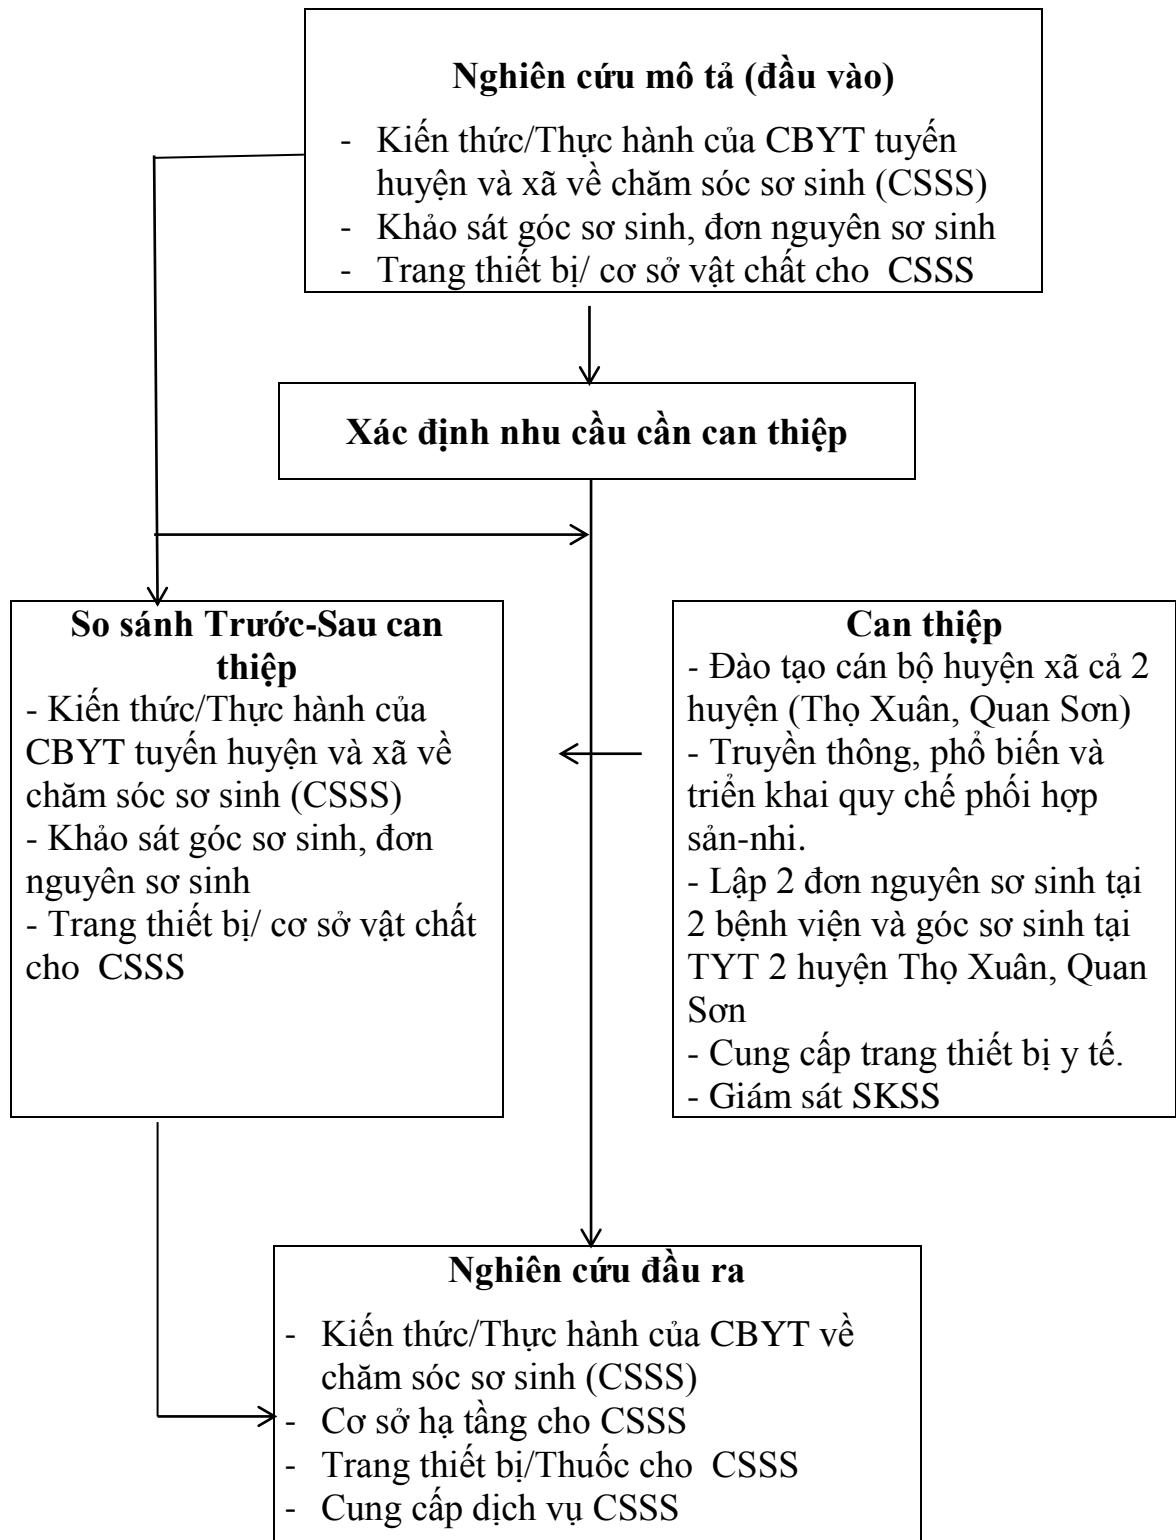 Nghiên cứu mô tả (đầu vào)
- Kiến thức/Thực hành của CBYT tuyến
huyện và xã về chăm sóc sơ sinh (CSSS)
- Khảo sát góc sơ sinh, đơn nguyên sơ sinh
- Trang thiết bị/ cơ sở vật chất cho CSSS
Xác định nhu cầu cần can thiệp
So sánh Trước-Sau can
thiệp
- Kiến thức/Thực hành của
CBYT tuyến huyện và xã về
chăm sóc sơ sinh (CSSS)
- Khảo sát góc sơ sinh, đơn
nguyên sơ sinh
- Trang thiết bị/ cơ sở vật chất
cho CSSS
Can thiệp
- Đào tạo cán bộ huyện xã cả 2
huyện (Thọ Xuân, Quan Sơn)
- Truyền thông, phổ biến và
triển khai quy chế phối hợp
sản-nhi.
- Lập 2 đơn nguyên sơ sinh tại
2 bệnh viện và góc sơ sinh tại
TYT 2 huyện Thọ Xuân, Quan
Sơn
- Cung cấp trang thiết bị y tế.
- Giám sát SKSS
Nghiên cứu đầu ra
- Kiến thức/Thực hành của CBYT về
chăm sóc sơ sinh (CSSS)
- Cơ sở hạ tầng cho CSSS
- Trang thiết bị/Thuốc cho CSSS
- Cung cấp dịch vụ CSSS